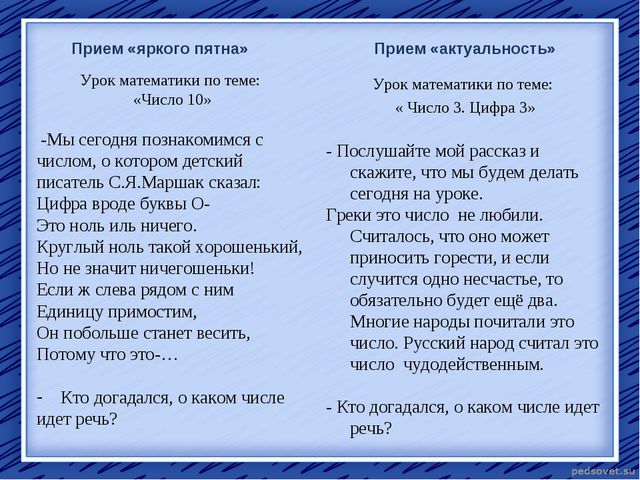 Прием «яркого пятна»
Урок математики по теме:
«Число 10»
-Мы сегодня познакомимся с
числом, о котором детский
писатель С.Я.Маршак сказал:
Цифра вроде буквы О-
Это ноль иль ничего.
Круглый ноль такой хорошенький,
Но не значит ничегошеньки!
Если ж слева рядом с ним
Единицу примостим,
Он побольше станет весить,
Потому что это-…
- Кто догадался, о каком числе
идет речь?
Прием «актуальность»
Урок математики по теме:
« Число 3. Цифра 3»
- Послушайте мой рассказ и
скажите, что мы будем делать
сегодня на уроке.
Греки это число не любили.
Считалось, что оно может
приносить горести, и если
случится одно несчастье, то
обязательно будет ещё два.
Многие народы почитали это
число. Русский народ считал это
число чудодейственным.
- Кто догадался, о каком числе идет
речь?
pedsovet.su